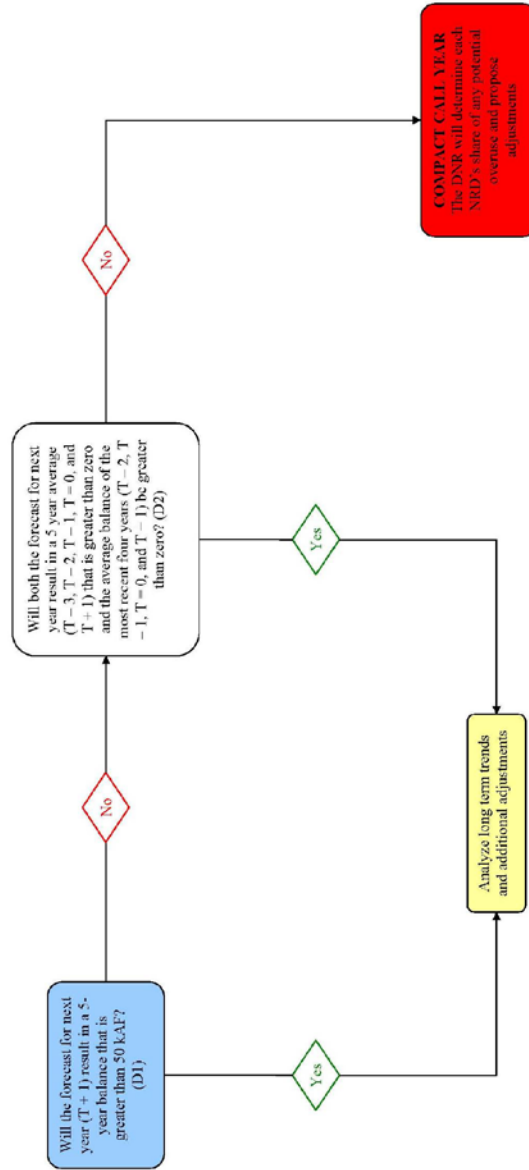 Will the forecast for next
year (T + 1) result in a 5-
year balance that is
greater than 50 kAF?
(D1)
No
Yes
Will both the forecast for next
year result in a 5 year average
(T – 3, T – 2, T – 1, T = 0, and
T + 1) that is greater than zero
and the average balance of the
most recent four years (T – 2, T
– 1, T = 0, and T – 1) be greater
than zero? (D2)
No
Yes
Analyze long term trends
and additional adjustments
COMPACT CALL YEAR
The DNR will determine each
NRD's share of any potential
overuse and propose
adjustments